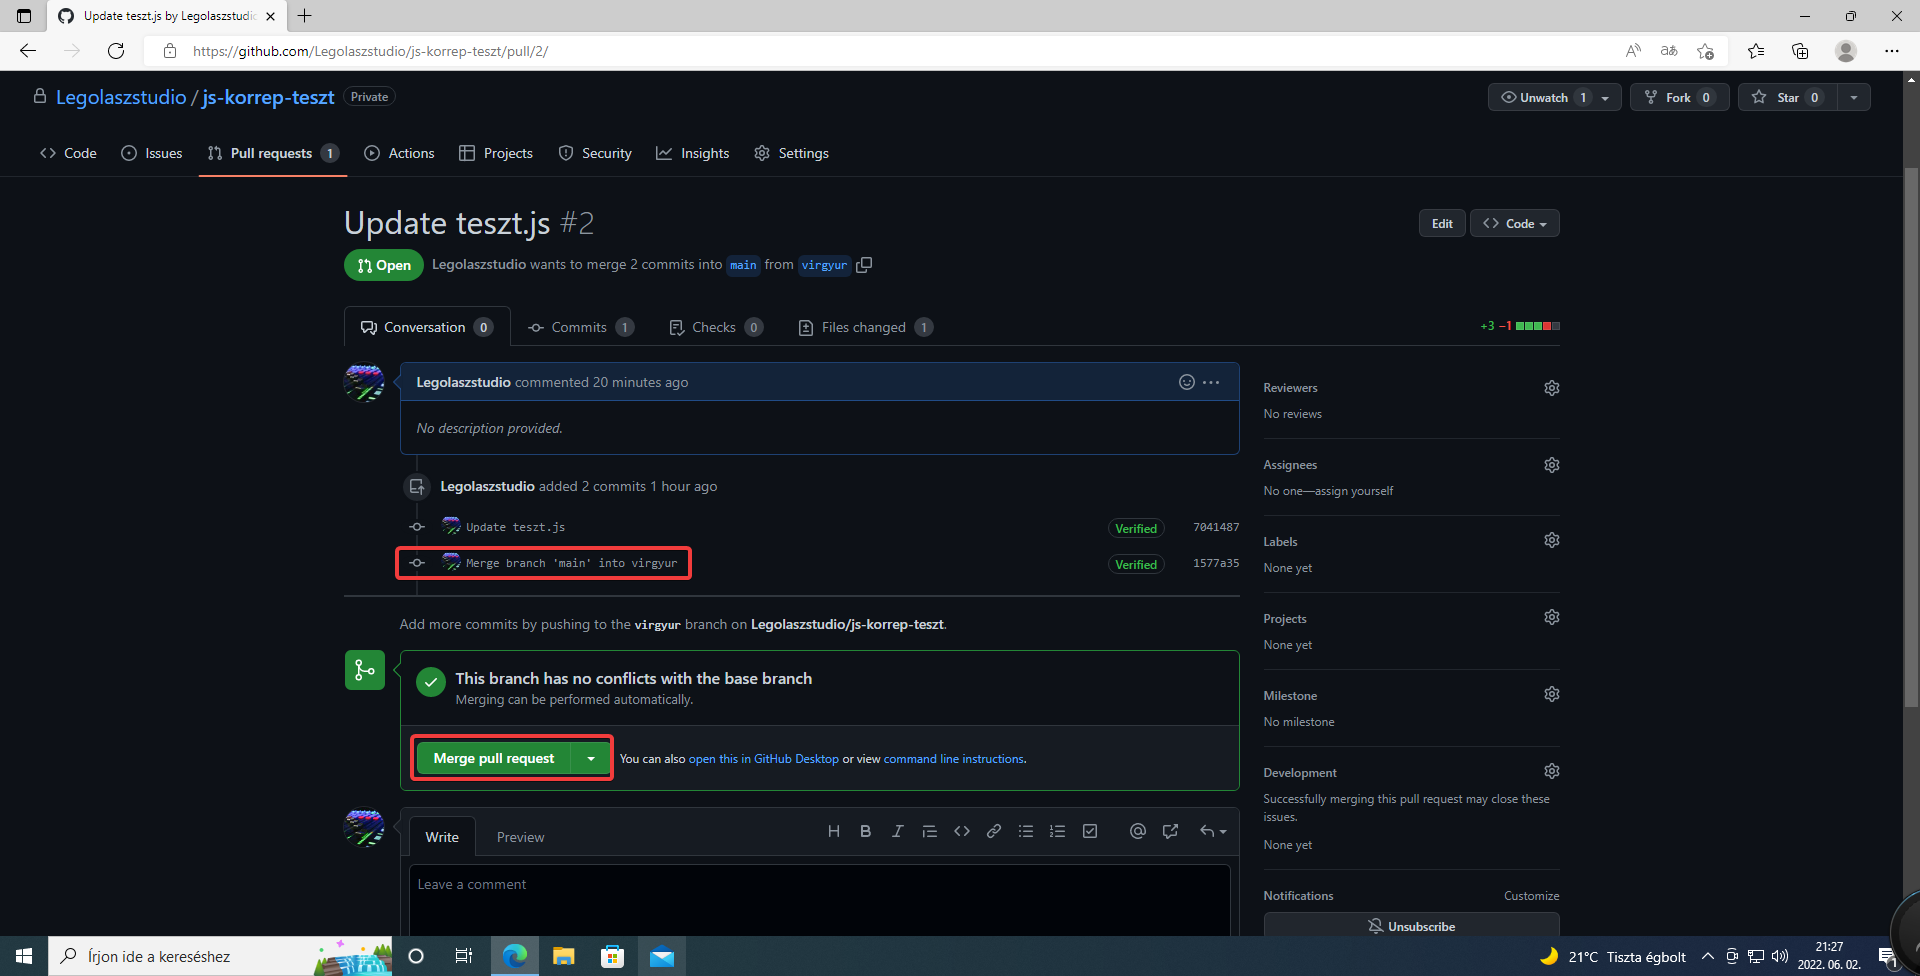 Update teszt.js by Legolaszstudio
https://github.com/Legolaszstudio/js-korrep-teszt/pull/2/
Legolaszstudio / js-korrep-teszt Private
Unwatch 1 Fork 0 Star 0
Code Issues Pull requests 1 Actions Projects Security Insights Settings
Update teszt.js #2
Edit Code
Open Legolaszstudio wants to merge 2 commits into main from virgyur
Conversation 0 Commits 1 Checks 0 Files changed 1
+3 −1
Legolaszstudio commented 20 minutes ago
No description provided.
Legolaszstudio added 2 commits 1 hour ago
Update teszt.js Verified 7041487
Merge branch 'main' into virgyur Verified 1577a35
Add more commits by pushing to the virgyur branch on Legolaszstudio/js-korrep-teszt.
This branch has no conflicts with the base branch
Merging can be performed automatically.
Merge pull request You can also open this in GitHub Desktop or view command line instructions.
Write Preview
Leave a comment
Reviewers
No reviews
Assignees
No one—assign yourself
Labels
None yet
Projects
None yet
Milestone
No milestone
Development
Successfully merging this pull request may close these
issues.
None yet
Notifications Customize
Unsubscribe
Írjon ide a kereséshez
21°C Tiszta égbolt
21:27
2022. 06. 02.
1